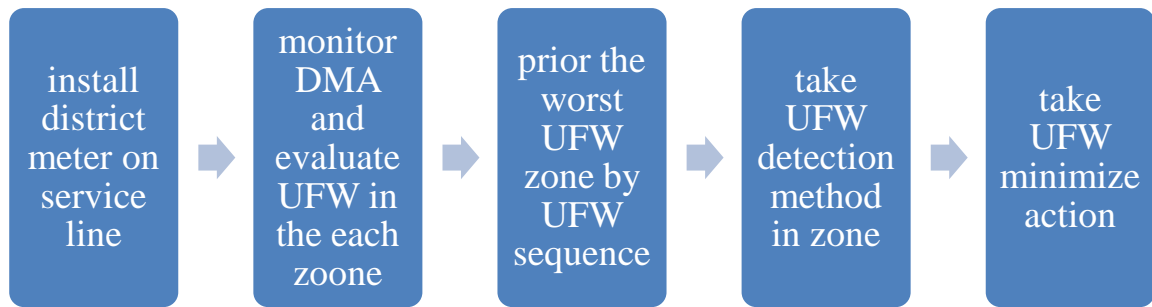 install
district
meter on
service
line
monitor
DMA
and
evaluate
UFW in
the each
zoone
prior the
worst
UFW
zone by
UFW
sequence
take
UFW
detection
method
in zone
take
UFW
minimize
action